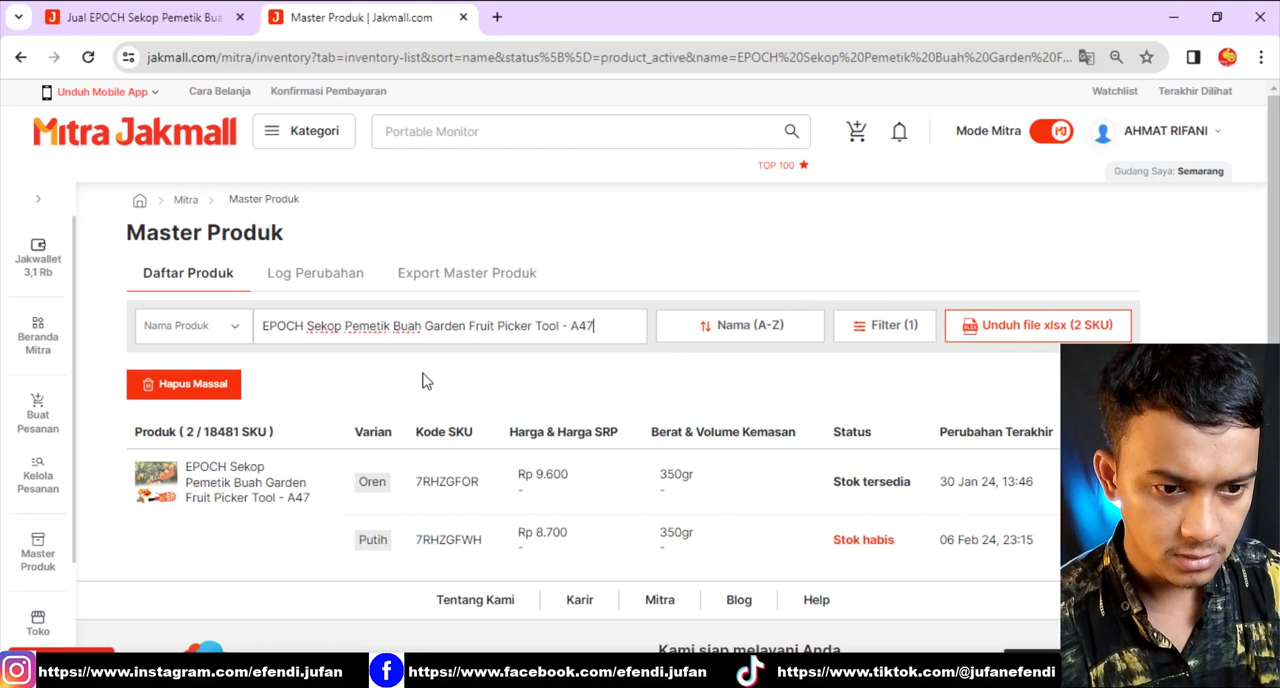 Jual EPOCH Sekop Pemetik Bua
Master Produk | Jakmall.com
jakmall.com/mitra/inventory?tab=inventory-list&sort=name&status%5B%5D=product_active&name=EPOCH%20Sekop%20Pemetik%20Buah%20Garden%20F...
Unduh Mobile App
Cara Belanja
Konfirmasi Pembayaran
Watchlist
Terakhir Dilihat
Mitra Jakmall
Kategori
Portable Monitor
TOP 100
Mode Mitra
MJ
AHMAT RIFANI
Gudang Saya: Semarang
Mitra
Master Produk
Master Produk
Daftar Produk
Log Perubahan
Export Master Produk
Nama Produk
EPOCH Sekop Pemetik Buah Garden Fruit Picker Tool - A47
Nama (A-Z)
Filter (1)
XLSX
Unduh file xlsx (2 SKU)
Hapus Massal
Produk ( 2 / 18481 SKU )
Varian
Kode SKU
Harga & Harga SRP
Berat & Volume Kemasan
Status
Perubahan Terakhir
EPOCH Sekop
Pemetik Buah Garden
Fruit Picker Tool - A47
Oren
7RHZGFOR
Rp 9.600
-
350gr
-
Stok tersedia
30 Jan 24, 13:46
Putih
7RHZGFWH
Rp 8.700
-
350gr
-
Stok habis
06 Feb 24, 23:15
Jakwallet
3,1 Rb
Beranda
Mitra
Buat
Pesanan
Kelola
Pesanan
Master
Produk
Toko
Tentang Kami
Karir
Mitra
Blog
Help
Kami siap melayani Anda
https://www.instagram.com/efendi.jufan
https://www.facebook.com/efendi.jufan
https://www.tiktok.com/@jufanefendi